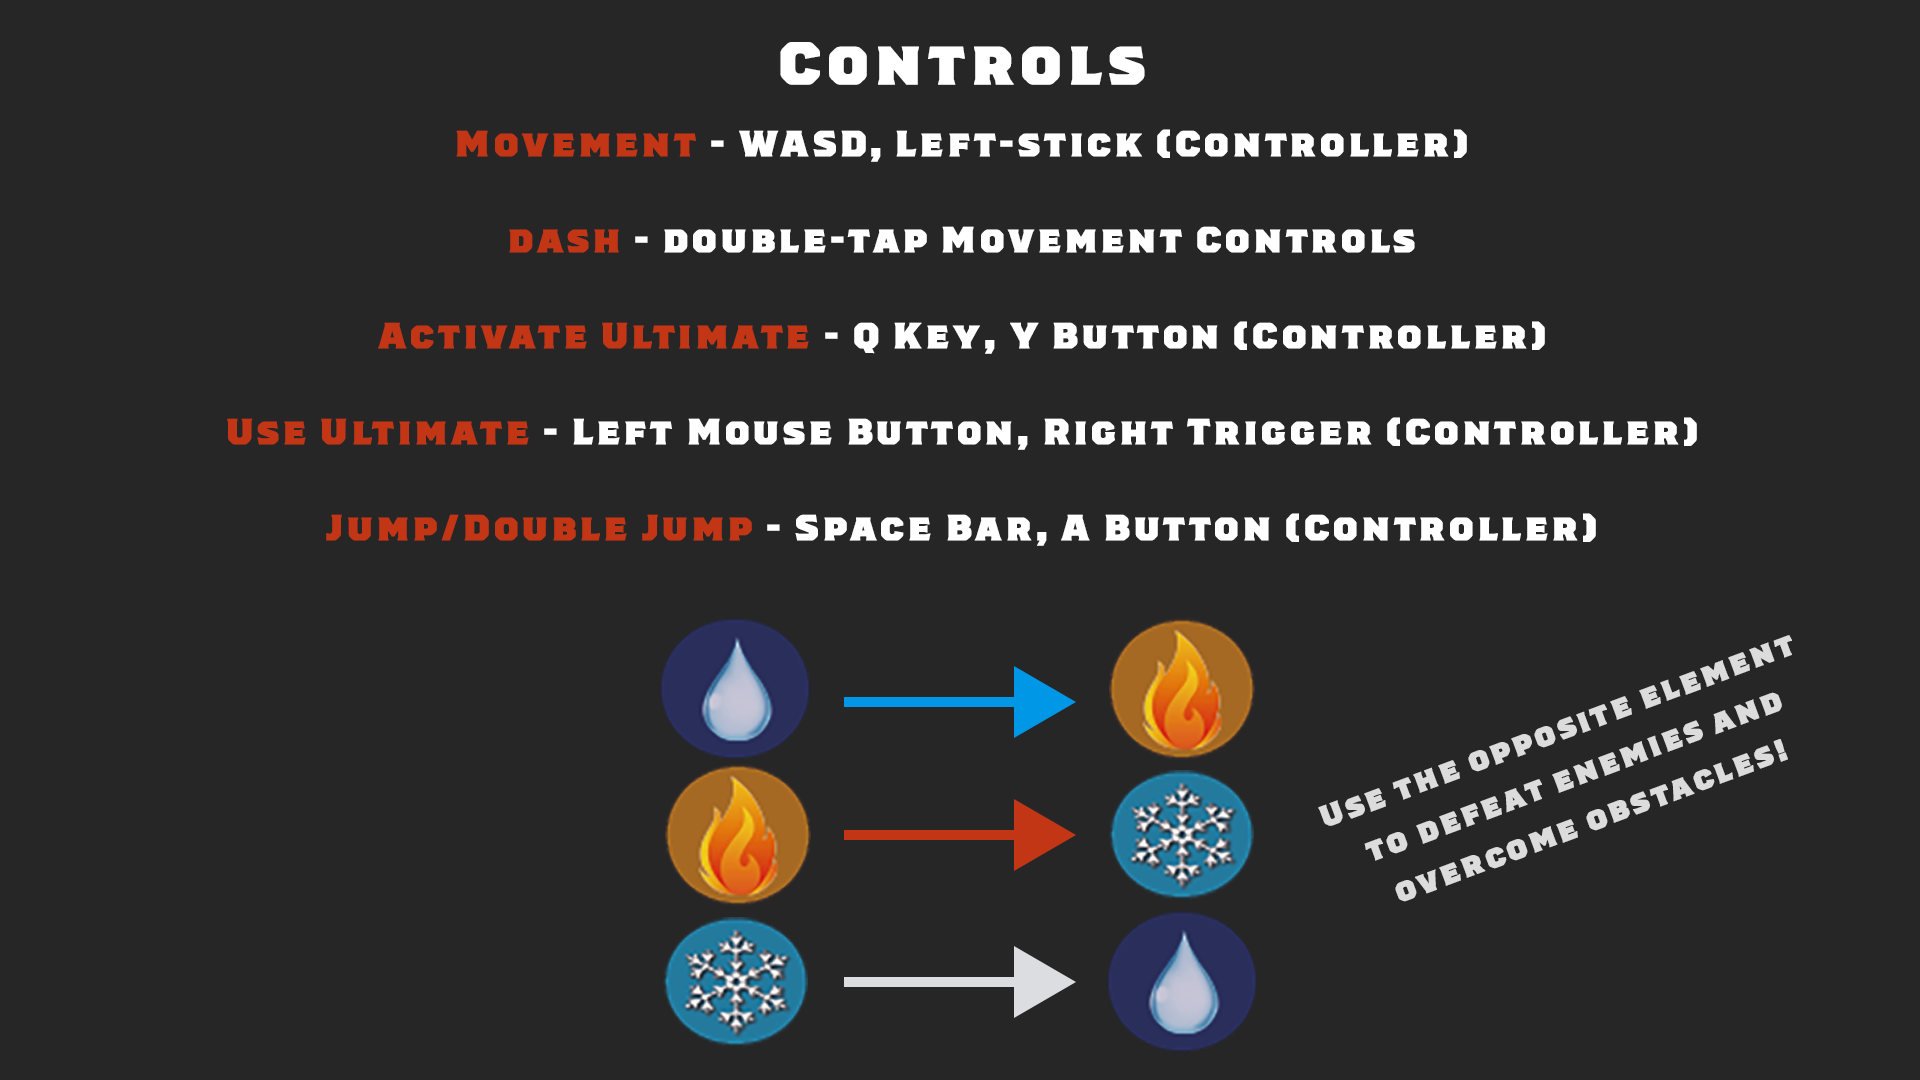 Controls
Movement - WASD, Left-stick (Controller)
dash - double-tap Movement Controls
Activate Ultimate - Q Key, Y Button (Controller)
Use Ultimate - Left Mouse Button, Right Trigger (Controller)
Jump/Double Jump - Space Bar, A Button (Controller)
Use the opposite Element
to defeat enemies and
overcome obstacles!